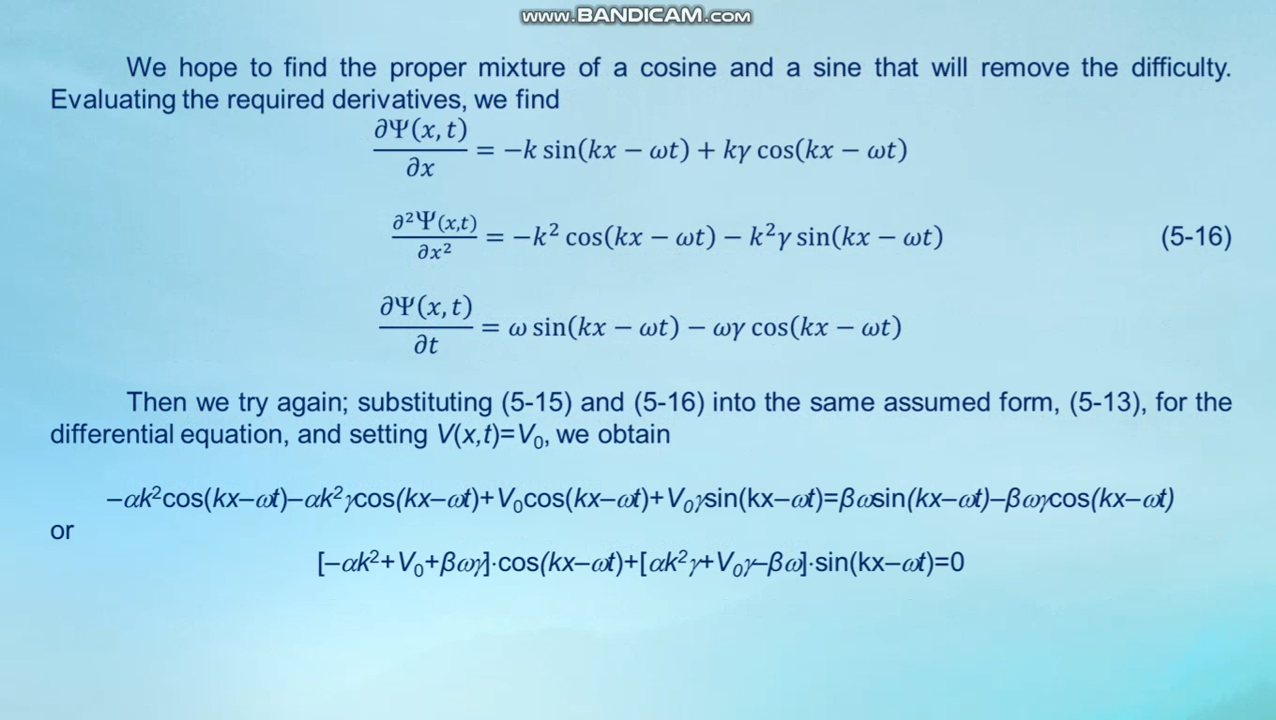 www.BANDICAM.com
We hope to find the proper mixture of a cosine and a sine that will remove the difficulty.
Evaluating the required derivatives, we find
∂Ψ(x, t)/∂x = −k sin(kx − ωt) + kγ cos(kx − ωt)
∂²Ψ(x,t)/∂x² = −k² cos(kx − ωt) − k²γ sin(kx − ωt) (5-16)
∂Ψ(x, t)/∂t = ω sin(kx − ωt) − ωγ cos(kx − ωt)
Then we try again; substituting (5-15) and (5-16) into the same assumed form, (5-13), for the
differential equation, and setting V(x,t)=V₀, we obtain
−αk²cos(kx−ωt)−αk²γcos(kx−ωt)+V₀cos(kx−ωt)+V₀γsin(kx−ωt)=βωsin(kx−ωt)−βωγcos(kx−ωt)
or
[−αk²+V₀+βωγ]·cos(kx−ωt)+[αk²γ+V₀γ−βω]·sin(kx−ωt)=0